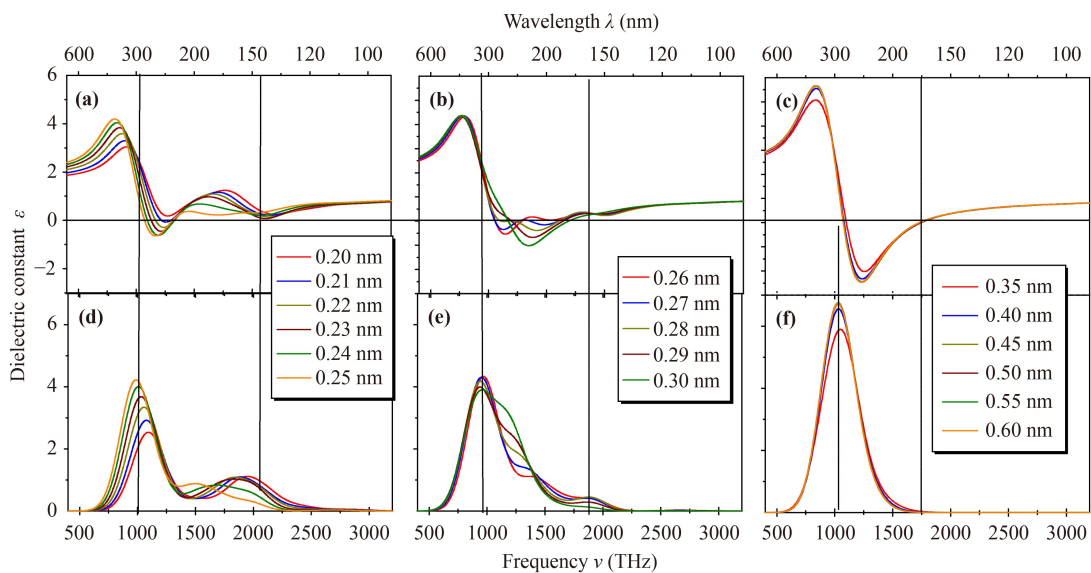 Wavelength λ (nm)
600 300 200 150 120 100 600 300 200 150 120 100 600 300 200 150 120 100
6
4
2
0
−2
(a) (b) (c)
Dielectric constant ε
0.20 nm
0.21 nm
0.22 nm
0.23 nm
0.24 nm
0.25 nm
0.26 nm
0.27 nm
0.28 nm
0.29 nm
0.30 nm
0.35 nm
0.40 nm
0.45 nm
0.50 nm
0.55 nm
0.60 nm
(d) (e) (f)
6
4
2
0
500 1000 1500 2000 2500 3000 500 1000 1500 2000 2500 3000 500 1000 1500 2000 2500 3000
Frequency ν (THz)